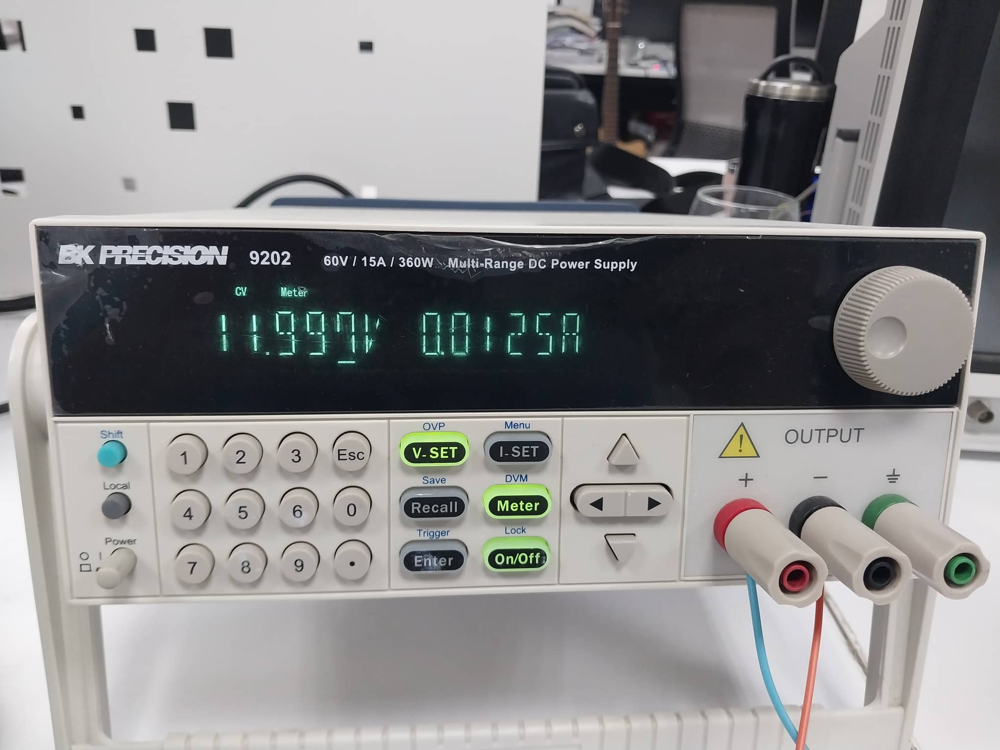 BK PRECISION 9202 60V / 15A / 360W Multi-Range DC Power Supply
CV Meter
11.997V 0.0125A
Shift
Local
Power
1 2 3 Esc
4 5 6 0
7 8 9 •
OVP Menu
V-SET I-SET
Save DVM
Recall Meter
Trigger Lock
Enter On/Off
OUTPUT
!
+ −